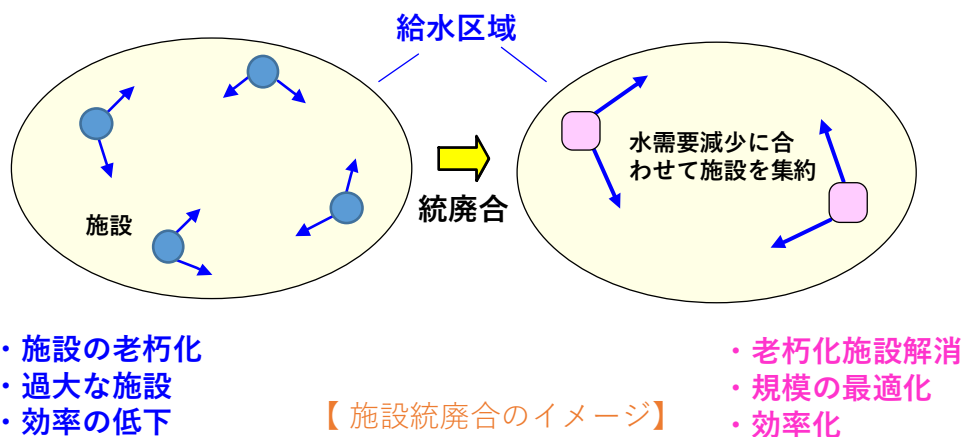 給水区域
施設
統廃合
水需要減少に合
わせて施設を集約
・施設の老朽化
・過大な施設
・効率の低下
・老朽化施設解消
・規模の最適化
・効率化
【 施設統廃合のイメージ】